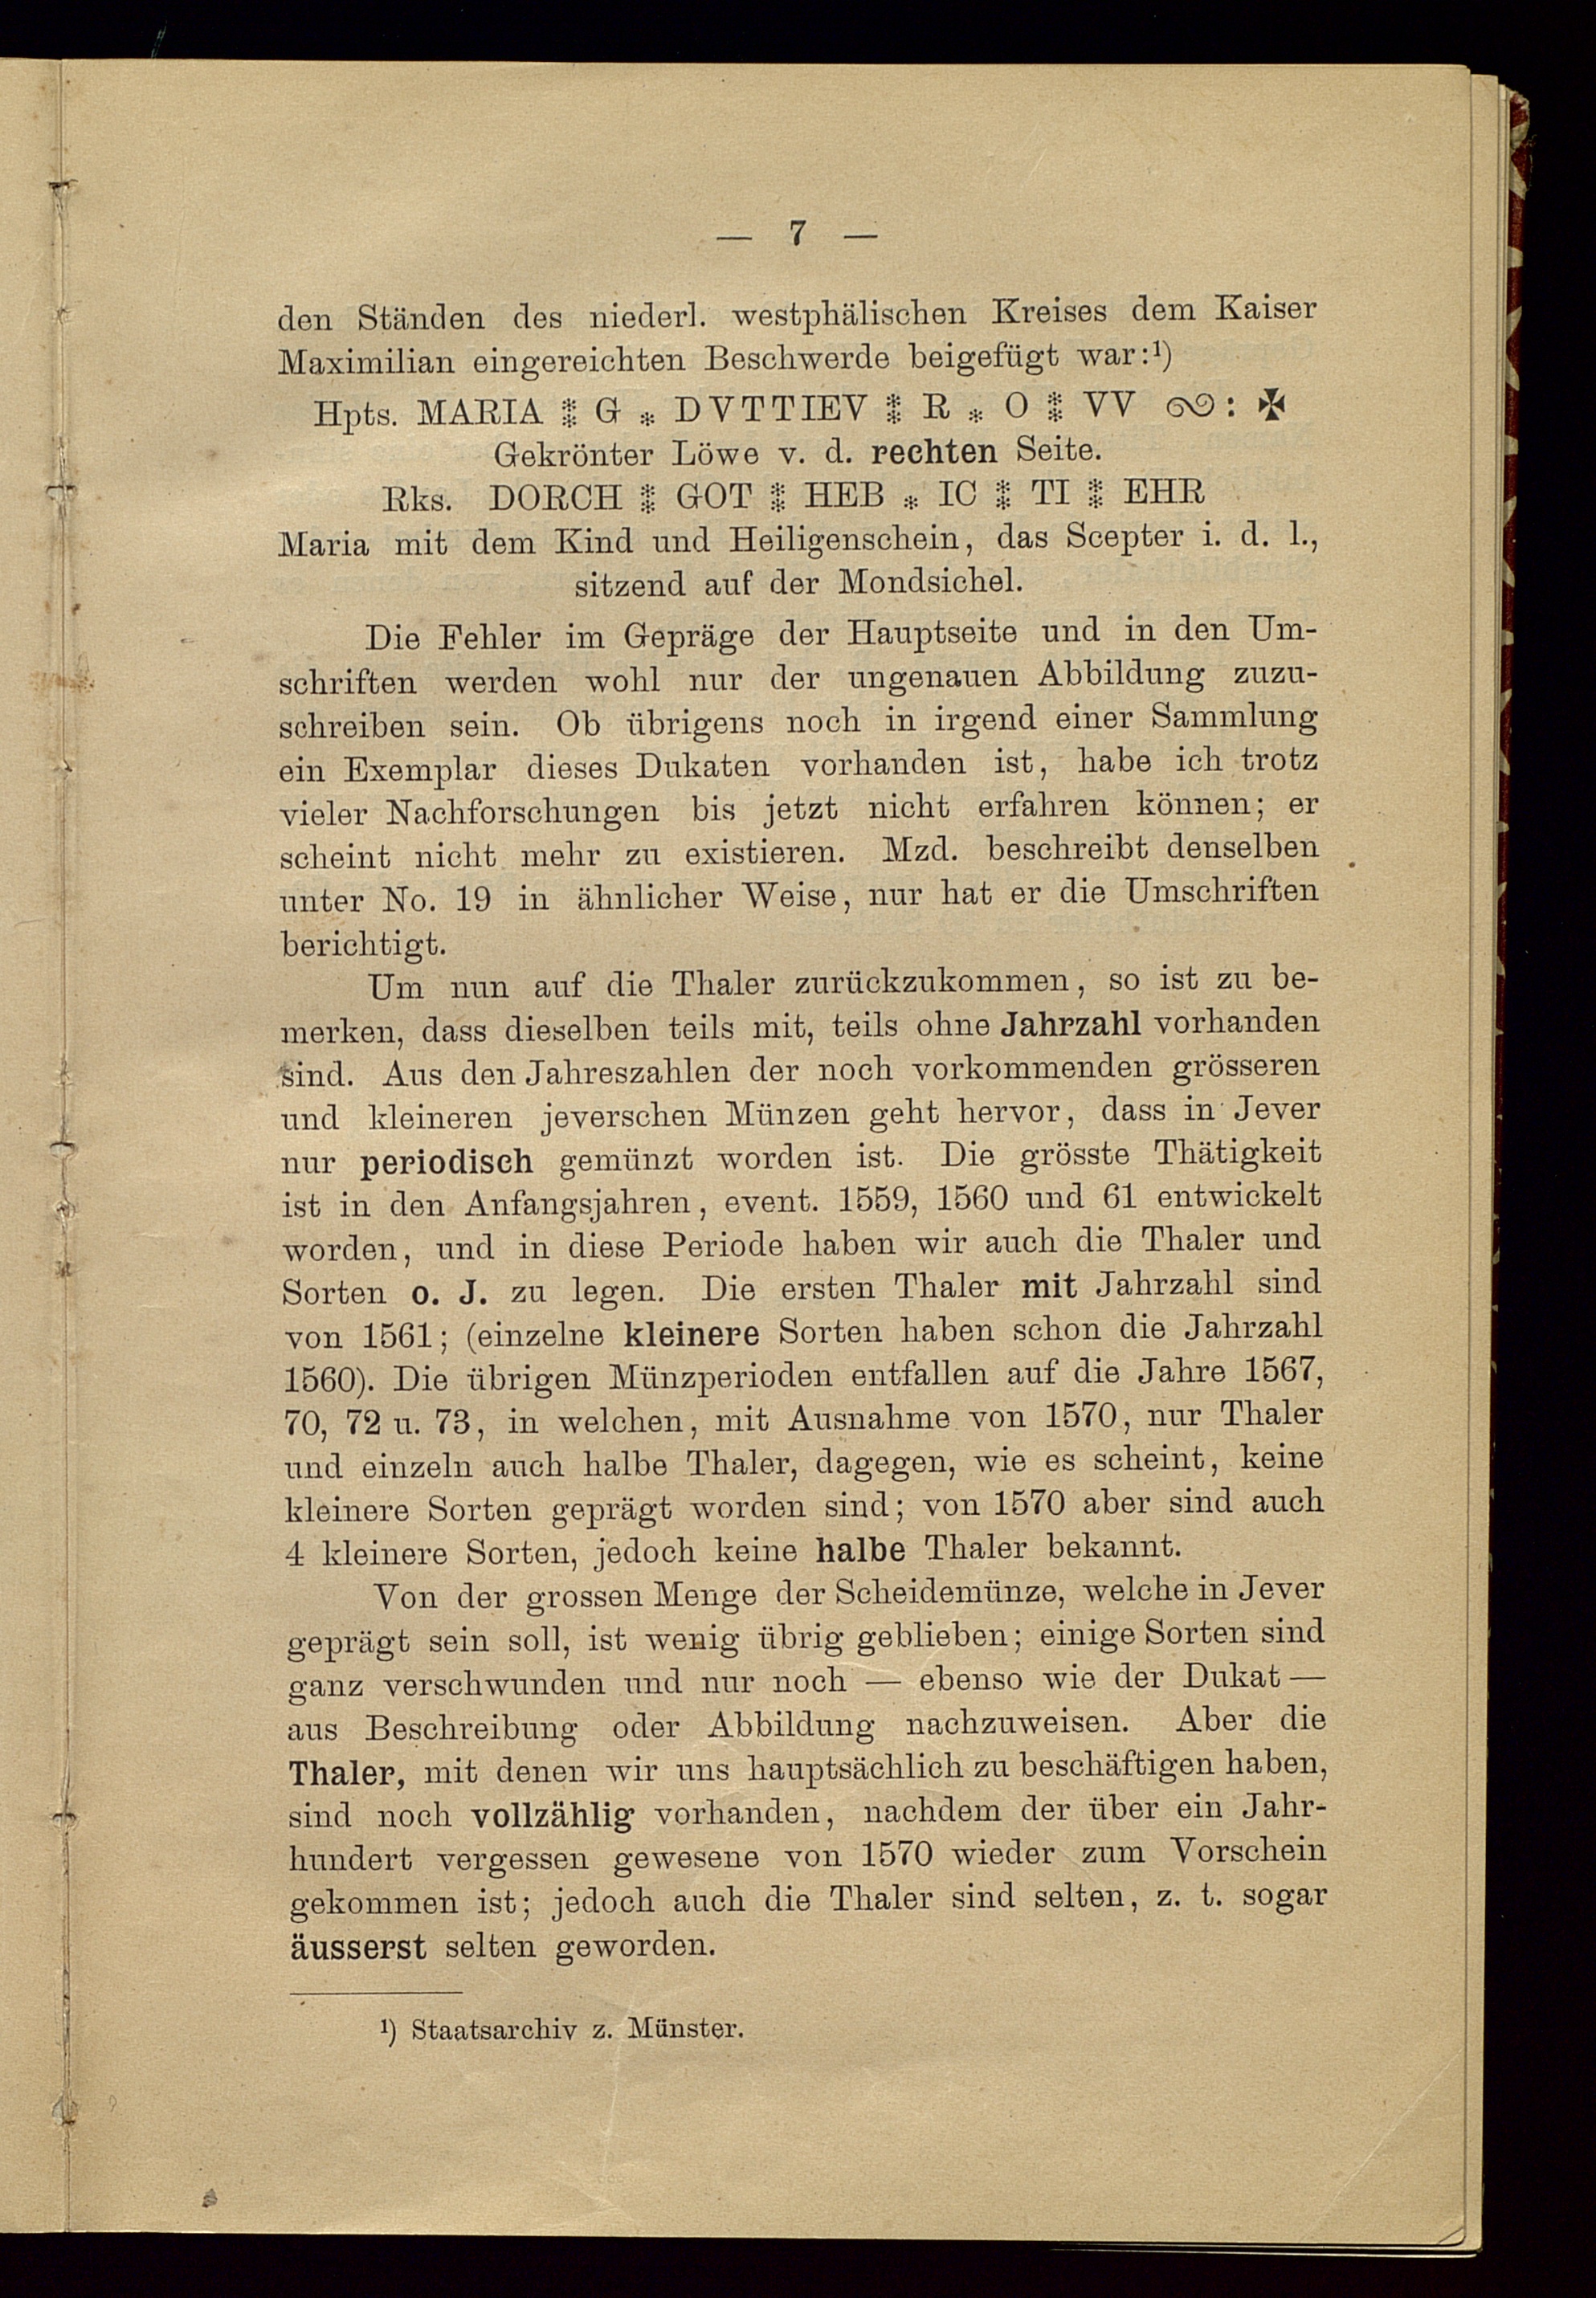 — 7 —
den Ständen des niederl. westphälischen Kreises dem Kaiser
Maximilian eingereichten Beschwerde beigefügt war:¹)
Hpts. MARIA ⁑ G * DVTTIEV ⁑ R * O ⁑ VV ᔕ: ✠
Gekrönter Löwe v. d. rechten Seite.
Rks. DORCH ⁑ GOT ⁑ HEB * IC ⁑ TI ⁑ EHR
Maria mit dem Kind und Heiligenschein, das Scepter i. d. l.,
sitzend auf der Mondsichel.
Die Fehler im Gepräge der Hauptseite und in den Um-
schriften werden wohl nur der ungenauen Abbildung zuzu-
schreiben sein. Ob übrigens noch in irgend einer Sammlung
ein Exemplar dieses Dukaten vorhanden ist, habe ich trotz
vieler Nachforschungen bis jetzt nicht erfahren können; er
scheint nicht mehr zu existieren. Mzd. beschreibt denselben
unter No. 19 in ähnlicher Weise, nur hat er die Umschriften
berichtigt.
Um nun auf die Thaler zurückzukommen, so ist zu be-
merken, dass dieselben teils mit, teils ohne Jahrzahl vorhanden
sind. Aus den Jahreszahlen der noch vorkommenden grösseren
und kleineren jeverschen Münzen geht hervor, dass in Jever
nur periodisch gemünzt worden ist. Die grösste Thätigkeit
ist in den Anfangsjahren, event. 1559, 1560 und 61 entwickelt
worden, und in diese Periode haben wir auch die Thaler und
Sorten o. J. zu legen. Die ersten Thaler mit Jahrzahl sind
von 1561; (einzelne kleinere Sorten haben schon die Jahrzahl
1560). Die übrigen Münzperioden entfallen auf die Jahre 1567,
70, 72 u. 73, in welchen, mit Ausnahme von 1570, nur Thaler
und einzeln auch halbe Thaler, dagegen, wie es scheint, keine
kleinere Sorten geprägt worden sind; von 1570 aber sind auch
4 kleinere Sorten, jedoch keine halbe Thaler bekannt.
Von der grossen Menge der Scheidemünze, welche in Jever
geprägt sein soll, ist wenig übrig geblieben; einige Sorten sind
ganz verschwunden und nur noch — ebenso wie der Dukat —
aus Beschreibung oder Abbildung nachzuweisen. Aber die
Thaler, mit denen wir uns hauptsächlich zu beschäftigen haben,
sind noch vollzählig vorhanden, nachdem der über ein Jahr-
hundert vergessen gewesene von 1570 wieder zum Vorschein
gekommen ist; jedoch auch die Thaler sind selten, z. t. sogar
äusserst selten geworden.
¹) Staatsarchiv z. Münster.